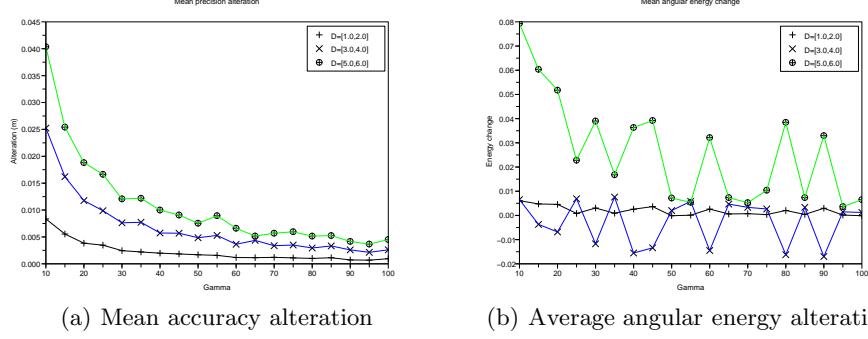 Mean precision alteration
0.045
0.040
0.035
0.030
0.025
0.020
0.015
0.010
0.005
0.000
Alteration (m)
10 20 30 40 50 60 70 80 90 100
Gamma
D=[1.0,2.0]
D=[3.0,4.0]
D=[5.0,6.0]
(a) Mean accuracy alteration
Mean angular energy change
0.08
0.07
0.06
0.05
0.04
0.03
0.02
0.01
0.00
−0.01
−0.02
Energy change
10 20 30 40 50 60 70 80 90 100
Gamma
D=[1.0,2.0]
D=[3.0,4.0]
D=[5.0,6.0]
(b) Average angular energy alterati